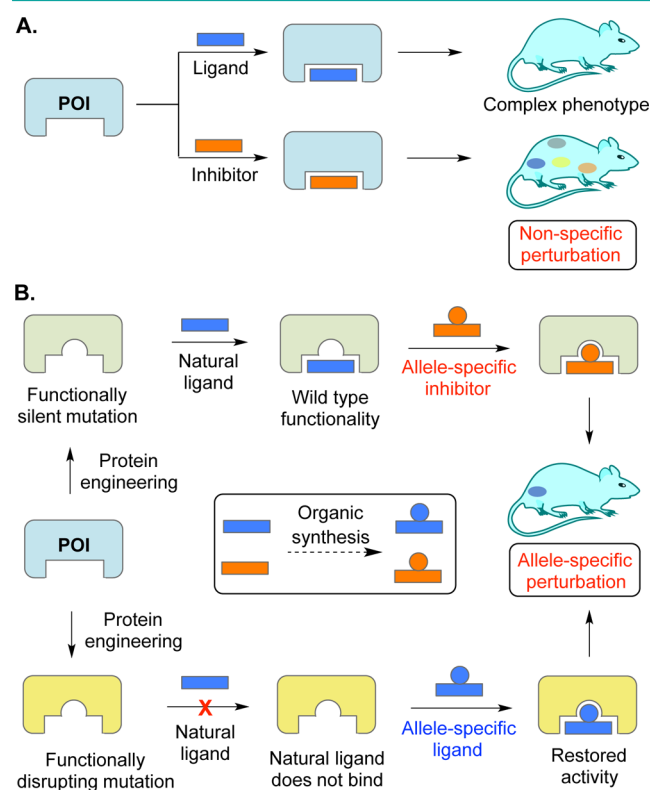 A.
POI
Ligand
Inhibitor
Complex phenotype
Non-specific
perturbation
B.
Functionally
silent mutation
Natural
ligand
Wild type
functionality
Allele-specific
inhibitor
Protein
engineering
POI
Organic
synthesis
Allele-specific
perturbation
Protein
engineering
Functionally
disrupting mutation
X
Natural
ligand
Natural ligand
does not bind
Allele-specific
ligand
Restored
activity